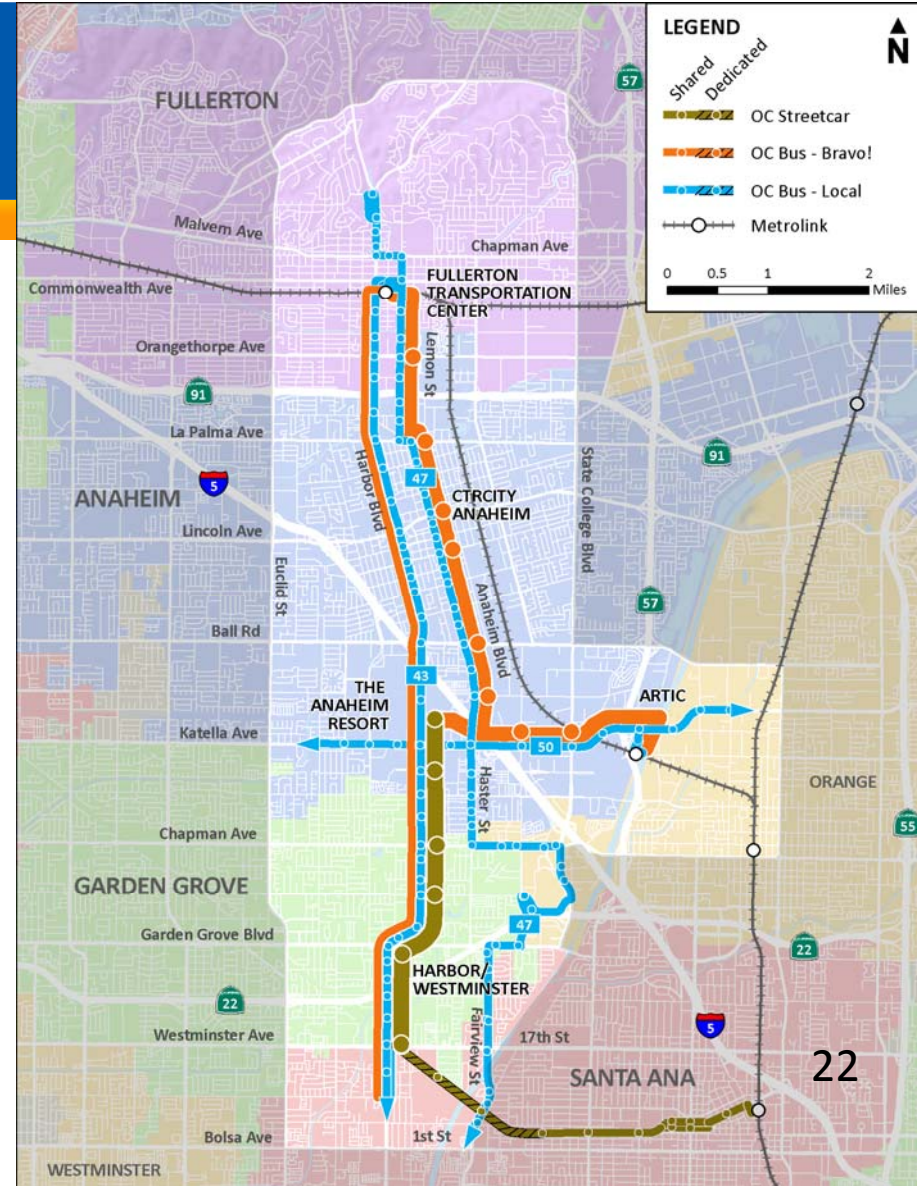 LEGEND
N
Shared
Dedicated
OC Streetcar
OC Bus - Bravo!
OC Bus - Local
Metrolink
0 0.5 1 2
Miles
57
FULLERTON
Malvern Ave
Chapman Ave
Commonwealth Ave
FULLERTON
TRANSPORTATION
CENTER
Orangethorpe Ave
Lemon St
91
La Palma Ave
Harbor Blvd
State College Blvd
91
5
47
ANAHEIM
CTRCITY
ANAHEIM
Lincoln Ave
Euclid St
Anaheim Blvd
57
Ball Rd
43
THE
ANAHEIM
RESORT
ARTIC
Katella Ave
50
Haster St
ORANGE
Chapman Ave
55
GARDEN GROVE
47
Garden Grove Blvd
22
HARBOR/
WESTMINSTER
22
Fairview St
5
Westminster Ave
17th St
22
SANTA ANA
Bolsa Ave
1st St
WESTMINSTER